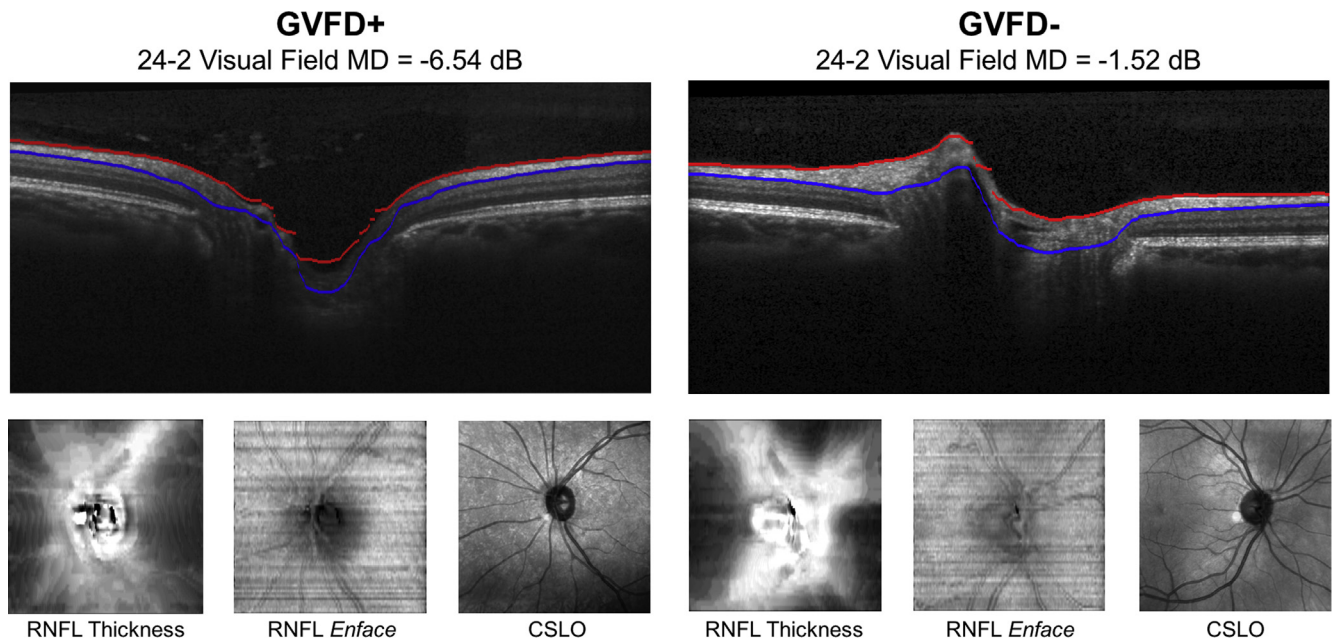 GVFD+
24-2 Visual Field MD = -6.54 dB
GVFD-
24-2 Visual Field MD = -1.52 dB
RNFL Thickness
RNFL Enface
CSLO
RNFL Thickness
RNFL Enface
CSLO